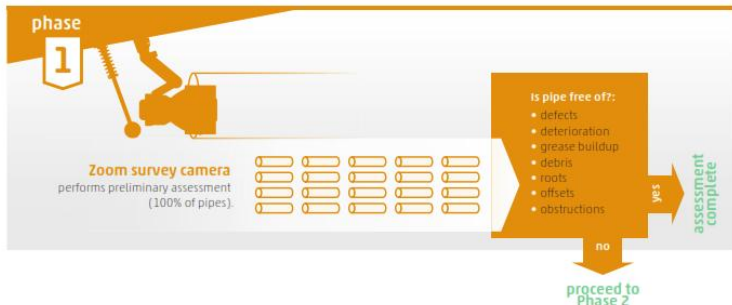 phase
1
Zoom survey camera
performs preliminary assessment
(100% of pipes).
Is pipe free of?:
• defects
• deterioration
• grease buildup
• debris
• roots
• offsets
• obstructions
yes
assessment
complete
no
proceed to
Phase 2